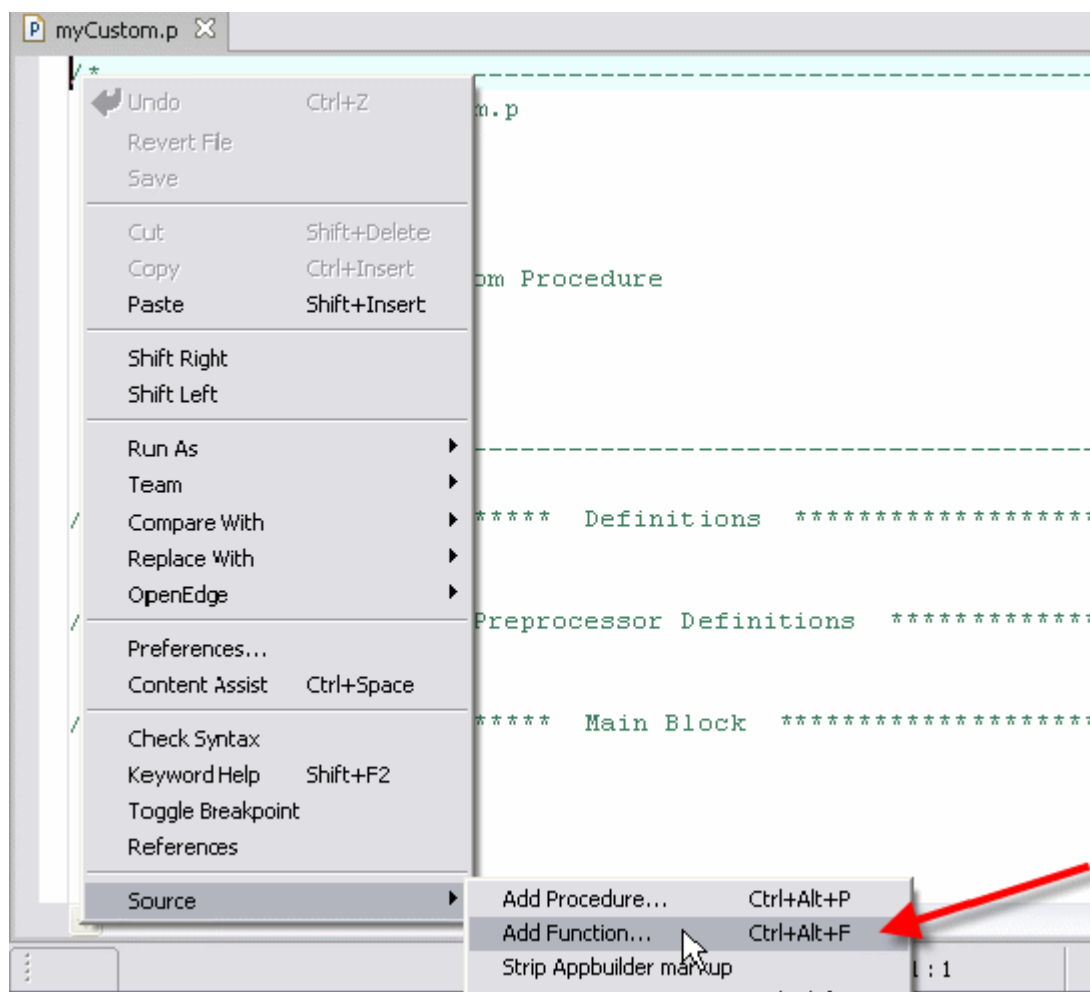 P myCustom.p
/*------------------------------------------------
Undo Ctrl+Z
m.p
Revert File
Save
Cut Shift+Delete
Copy Ctrl+Insert
om Procedure
Paste Shift+Insert
Shift Right
Shift Left
Run As
------------------------------------------------
Team
Compare With
/ ***** Definitions ********************
Replace With
OpenEdge
/ Preprocessor Definitions *************
Preferences...
Content Assist Ctrl+Space
/ ***** Main Block *********************
Check Syntax
Keyword Help Shift+F2
Toggle Breakpoint
References
Source
Add Procedure... Ctrl+Alt+P
Add Function... Ctrl+Alt+F
Strip Appbuilder markup
: 1